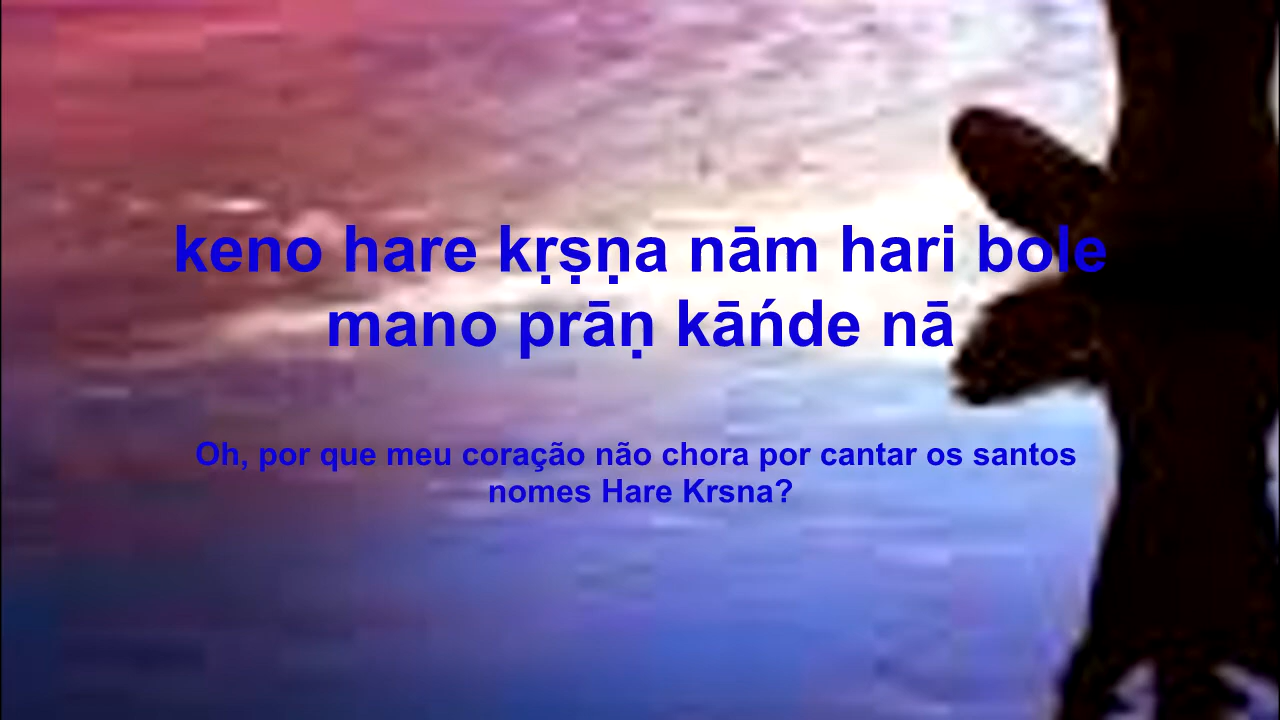 keno hare kṛṣṇa nām hari bole
mano prāṇ kāńde nā
Oh, por que meu coração não chora por cantar os santos
nomes Hare Krsna?